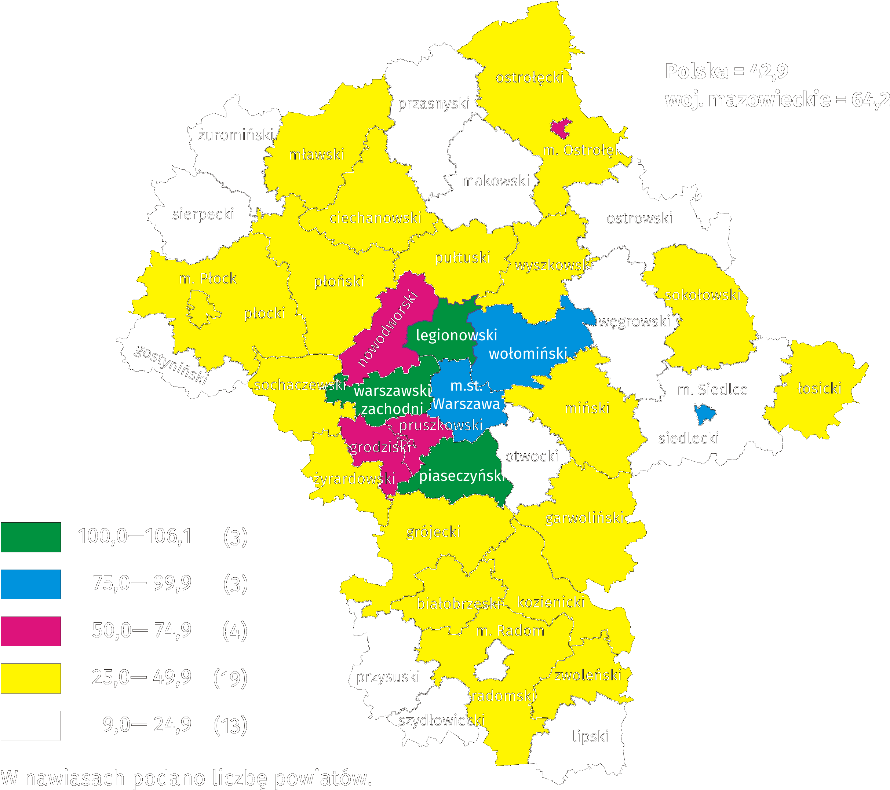 Polska = 42,9
woj. mazowieckie = 64,2
ostrołęcki
przasnyski
żuromiński
mławski
m. Ostrołę
makowski
sierpecki
ciechanowski
ostrowski
pułtuski
wyszkowski
m. Płock
płoński
sokołowski
płocki
nowodworski
legionowski
węgrowski
wołomiński
gostyniński
sochaczewski
warszawski
zachodni
m.st.
Warszawa
m. Siedlce
łosicki
miński
pruszkowski
siedlecki
grodziski
otwocki
żyrardowski
piaseczyński
garwoliński
grójecki
100,0–106,1 (3)
75,0– 99,9 (3)
białobrzeski
kozienicki
50,0– 74,9 (4)
m. Radom
25,0– 49,9 (19)
przysuski
zwoleński
radomski
9,0– 24,9 (13)
szydłowiecki
lipski
W nawiasach podano liczbę powiatów.